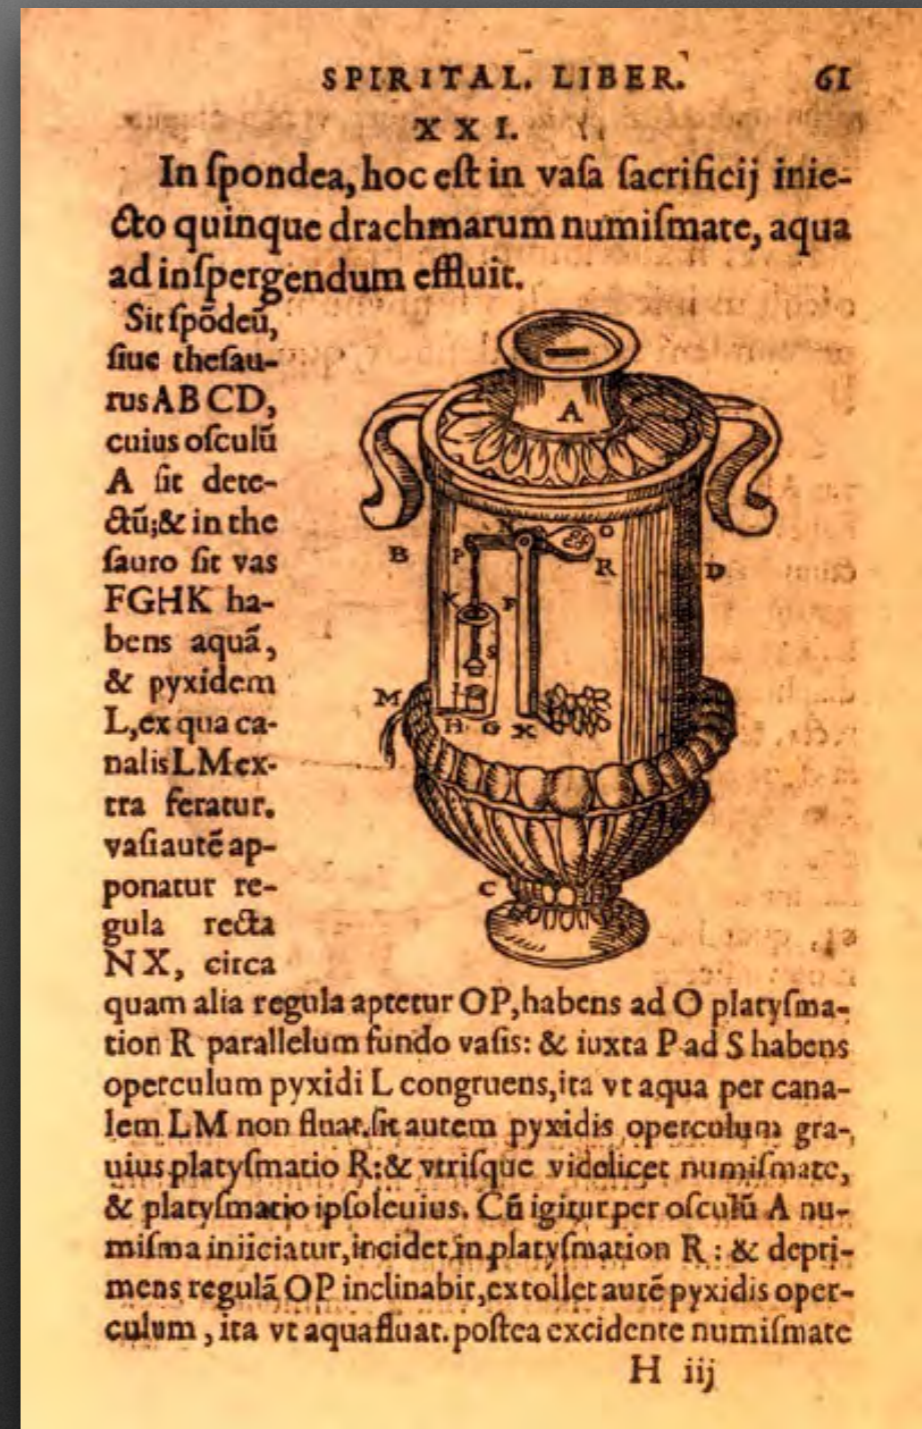 SPIRITAL. LIBER. 61
XXI.
In ſpondea, hoc eſt in vaſa ſacrificij inie-
cto quinque drachmarum numiſmate, aqua
ad inſpergendum effluit.
Sit ſpõdeũ,
ſiue theſau-
rus ABCD,
cuius oſculũ
A ſit dete-
ctũ; & in the
ſauro ſit vas
FGHK ha-
bens aquã,
& pyxidem
L, ex qua ca-
nalis LM ex-
tra feratur.
vaſi autẽ ap-
ponatur re-
gula recta
NX, circa
A
B
O
P
R
D
K
F
S
L
M
H G X
C
quam alia regula aptetur OP, habens ad O platyſma-
tion R parallelum fundo vaſis: & iuxta P ad S habens
operculum pyxidi L congruens, ita vt aqua per cana-
lem LM non fluat. ſit autem pyxidis operculum gra-
uius platyſmatio R: & vtriſque videlicet numiſmate,
& platyſmatio ipſo leuius. Cũ igitur per oſculũ A nu-
miſma iniiciatur, incidet in platyſmation R: & depri-
mens regulã OP inclinabit, extollet autẽ pyxidis oper-
culum, ita vt aqua fluat. poſtea excidente numiſmate
H iij